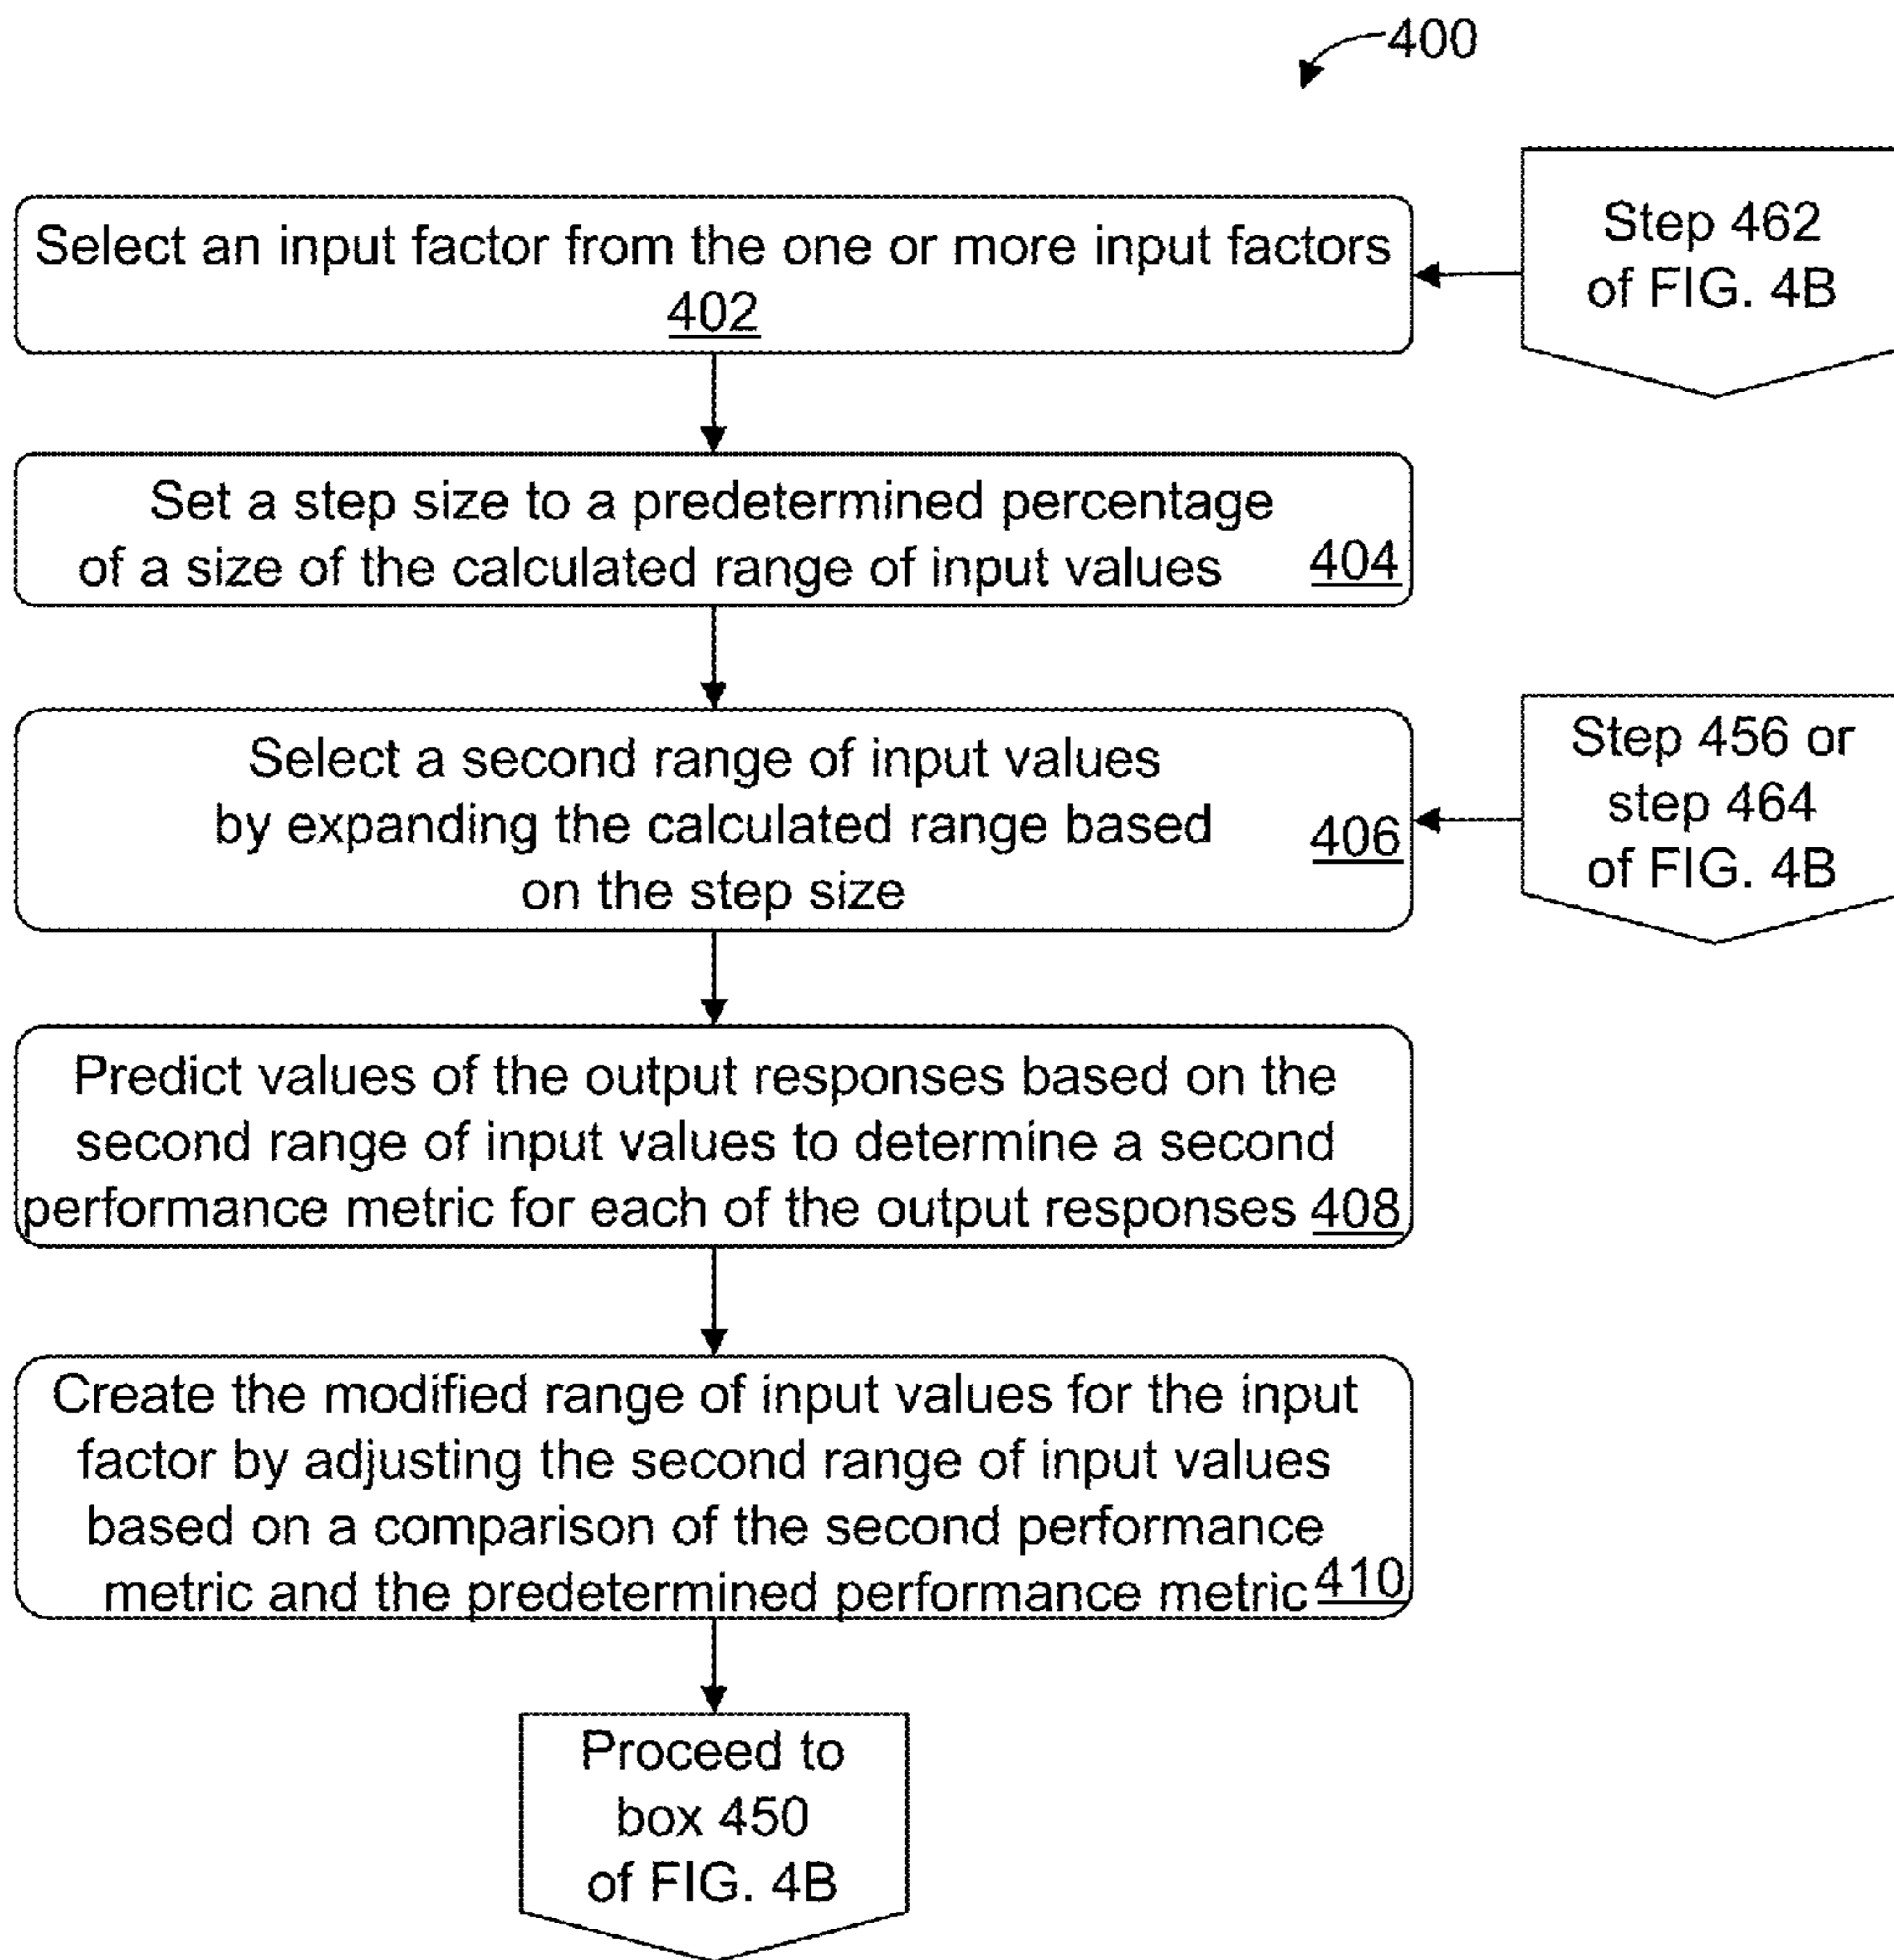 400
Select an input factor from the one or more input factors
402
Step 462
of FIG. 4B
Set a step size to a predetermined percentage
of a size of the calculated range of input values 404
Select a second range of input values
by expanding the calculated range based
on the step size
406
Step 456 or
step 464
of FIG. 4B
Predict values of the output responses based on the
second range of input values to determine a second
performance metric for each of the output responses 408
Create the modified range of input values for the input
factor by adjusting the second range of input values
based on a comparison of the second performance
metric and the predetermined performance metric 410
Proceed to
box 450
of FIG. 4B